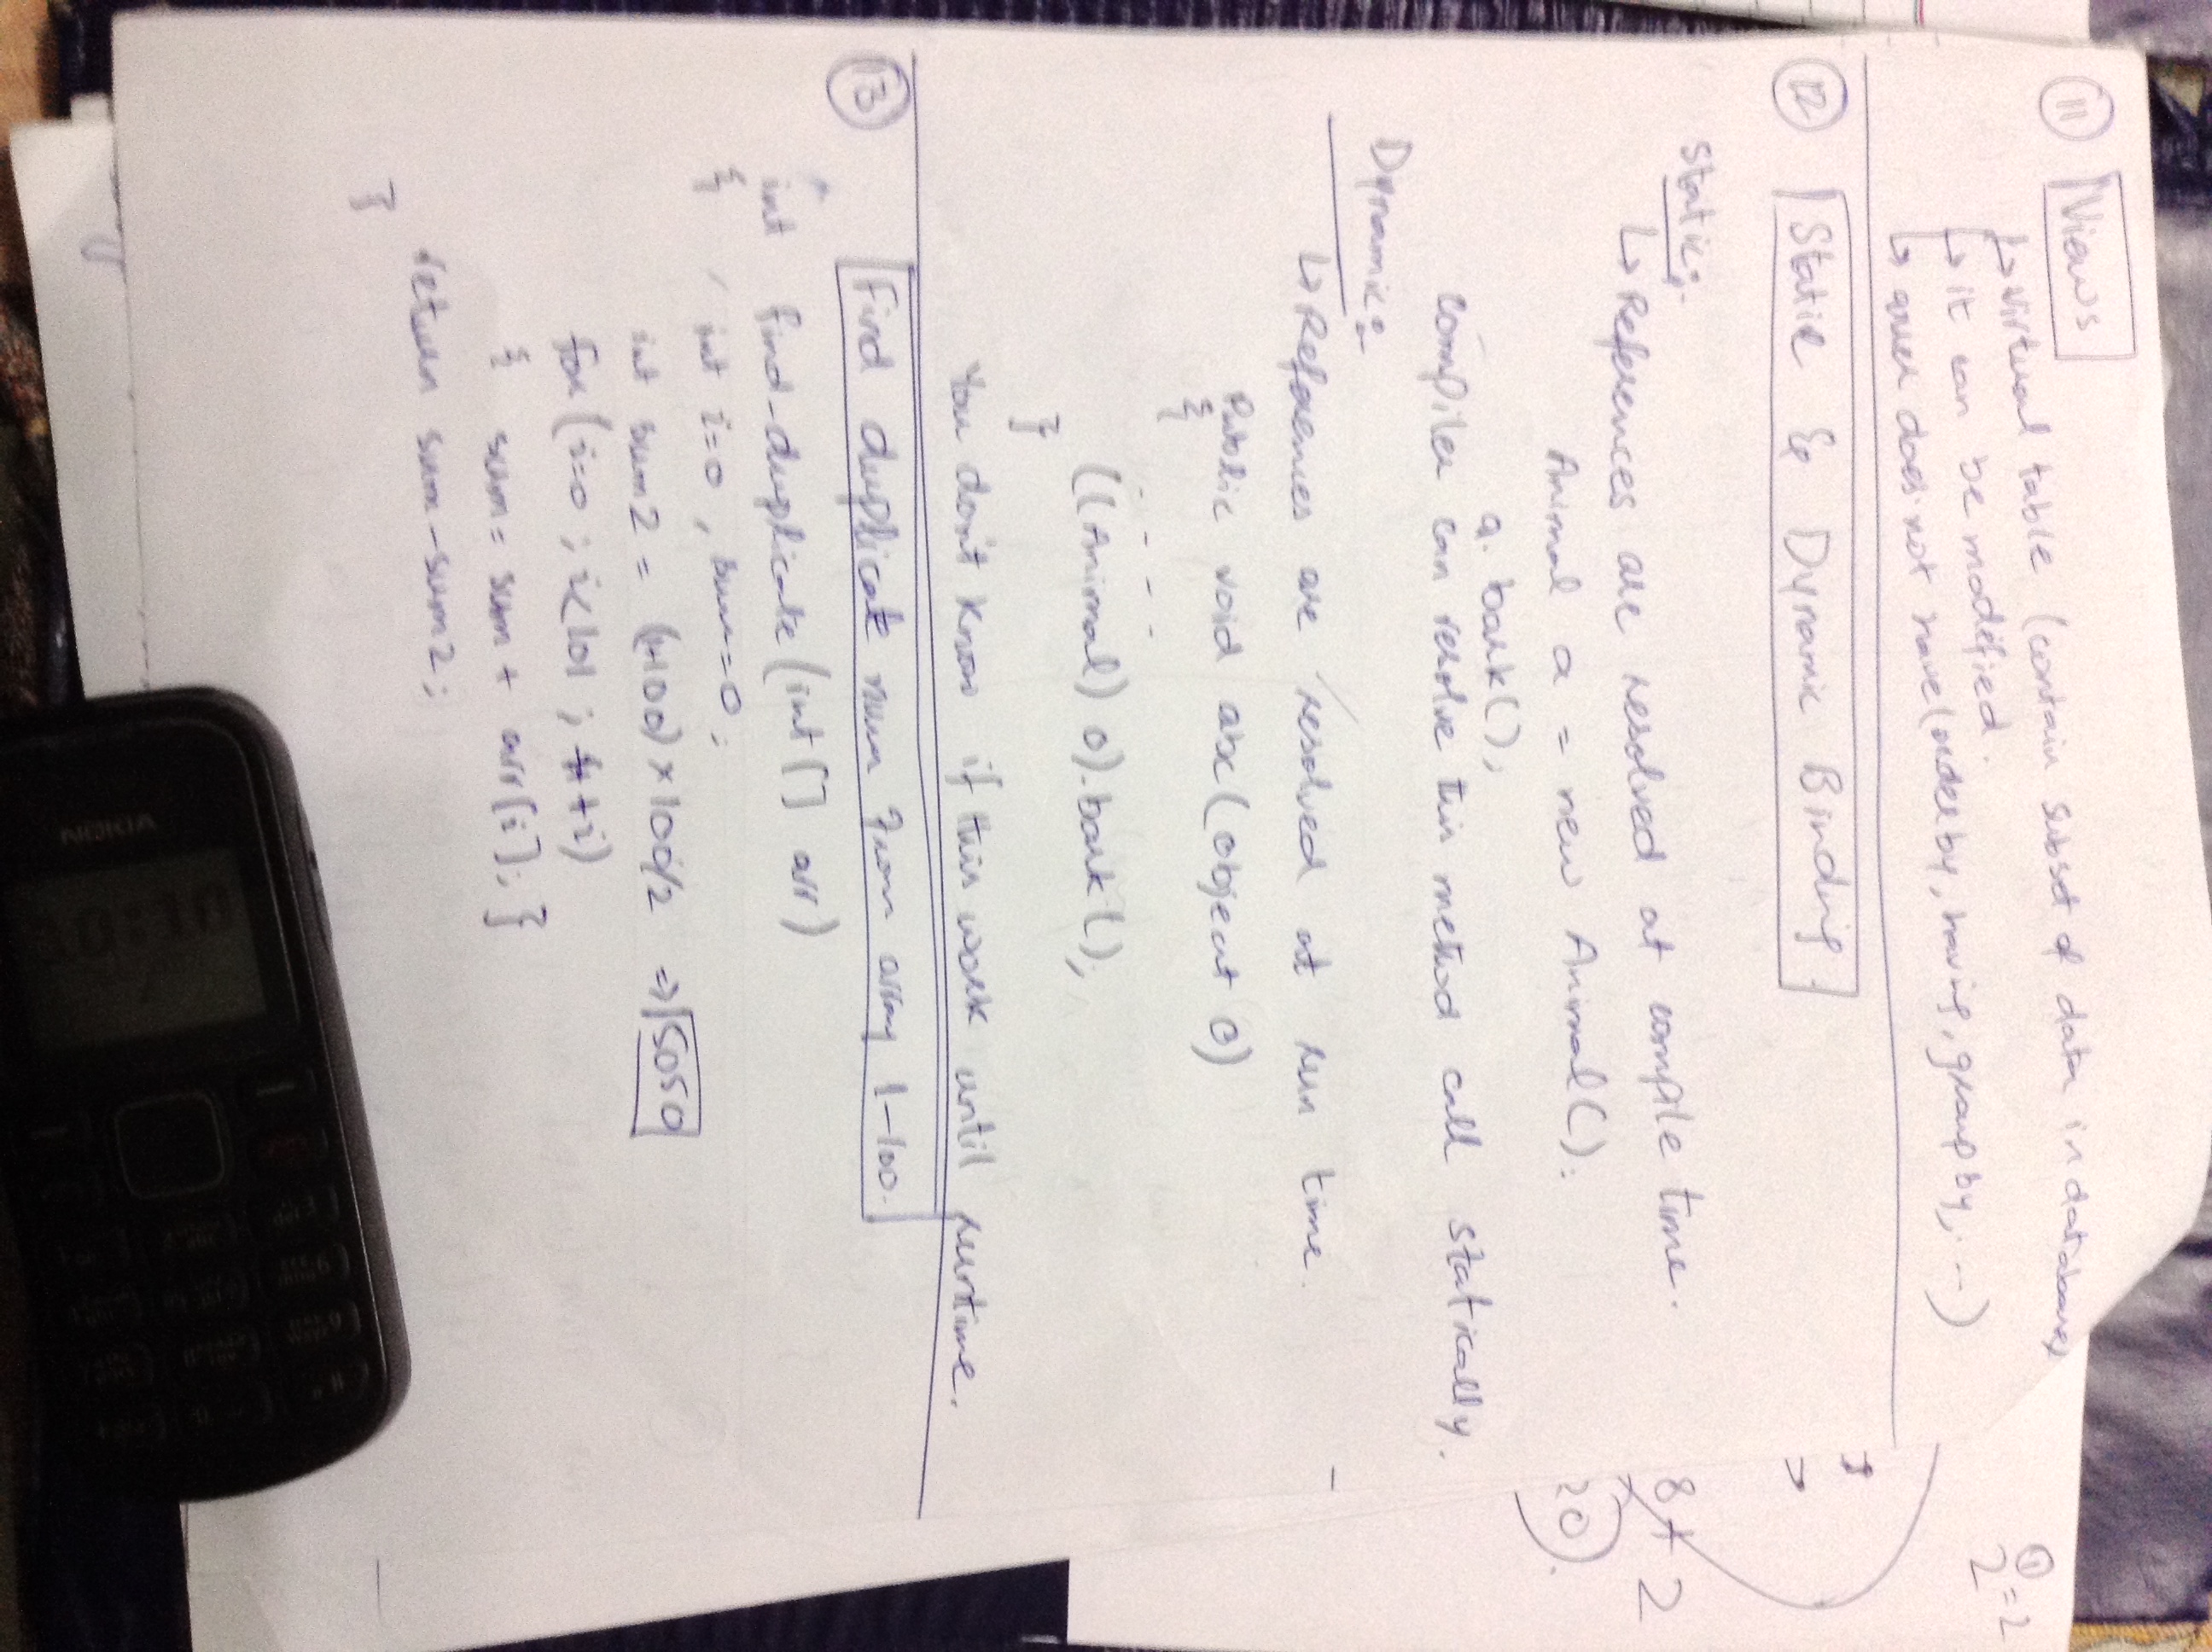 11 Views
↳ Virtual table (contain subset of data in database)
↳ it can be modified.
↳ does not have (order by, having, group by, ...)
12 Static & Dynamic Binding.
Static:-
↳ References are resolved at compile time.
Animal a = new Animal();
a. bark();
Compiler can resolve this method call statically.
Dynamic:-
↳ References are resolved at run time.
Public void abc (Object O)
{
- - - -
((Animal) o).bark();
}
You don't know if this work until runtime.
13 Find duplicate num from array 1-100.
int find-duplicate (int [] arr)
{
int i=0, sum=0;
int sum2 = (1+100) × 100/2 ⇒ 5050
for (i=0 ; i<101 ; ++i)
{ sum = sum + arr[i]; }
return sum-sum2;
}
1
2 = 2
}
>
8 + 2
20).
NOKIA